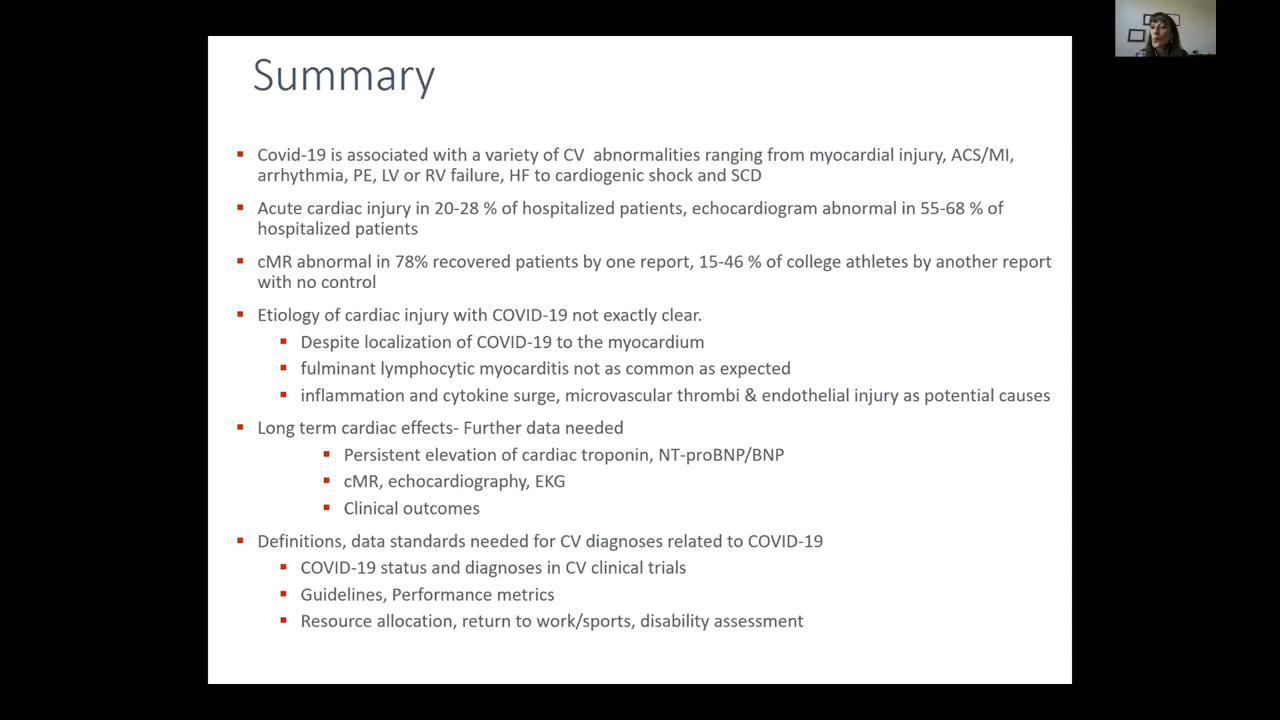 Summary
Covid-19 is associated with a variety of CV abnormalities ranging from myocardial injury, ACS/MI,
arrhythmia, PE, LV or RV failure, HF to cardiogenic shock and SCD
Acute cardiac injury in 20-28 % of hospitalized patients, echocardiogram abnormal in 55-68 % of
hospitalized patients
cMR abnormal in 78% recovered patients by one report, 15-46 % of college athletes by another report
with no control
Etiology of cardiac injury with COVID-19 not exactly clear.
Despite localization of COVID-19 to the myocardium
fulminant lymphocytic myocarditis not as common as expected
inflammation and cytokine surge, microvascular thrombi & endothelial injury as potential causes
Long term cardiac effects- Further data needed
Persistent elevation of cardiac troponin, NT-proBNP/BNP
cMR, echocardiography, EKG
Clinical outcomes
Definitions, data standards needed for CV diagnoses related to COVID-19
COVID-19 status and diagnoses in CV clinical trials
Guidelines, Performance metrics
Resource allocation, return to work/sports, disability assessment